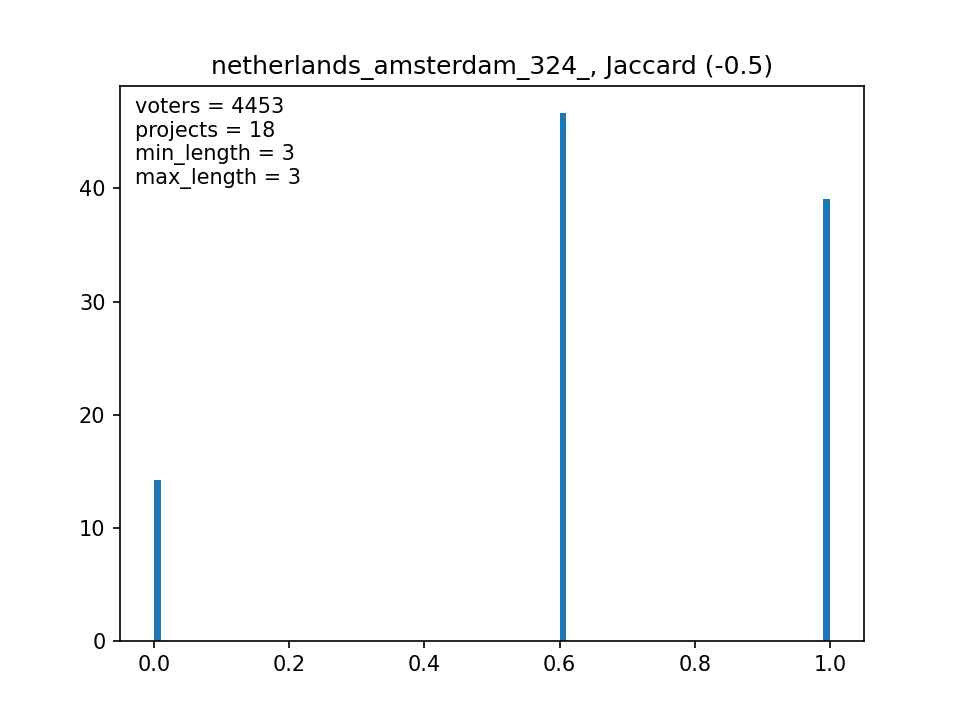 netherlands_amsterdam_324_, Jaccard (-0.5)
voters = 4453
projects = 18
min_length = 3
max_length = 3
40
30
20
10
0
0.0 0.2 0.4 0.6 0.8 1.0